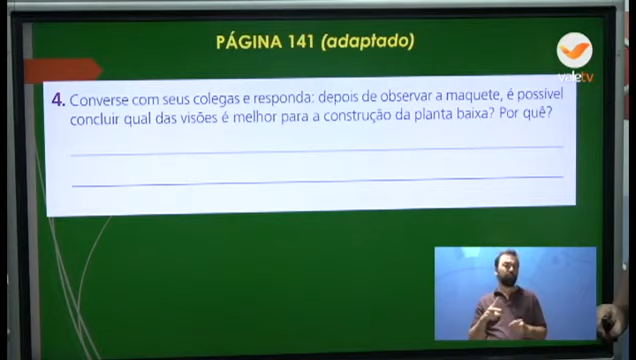 PÁGINA 141 (adaptado)
valetv
4. Converse com seus colegas e responda: depois de observar a maquete, é possível
concluir qual das visões é melhor para a construção da planta baixa? Por quê?